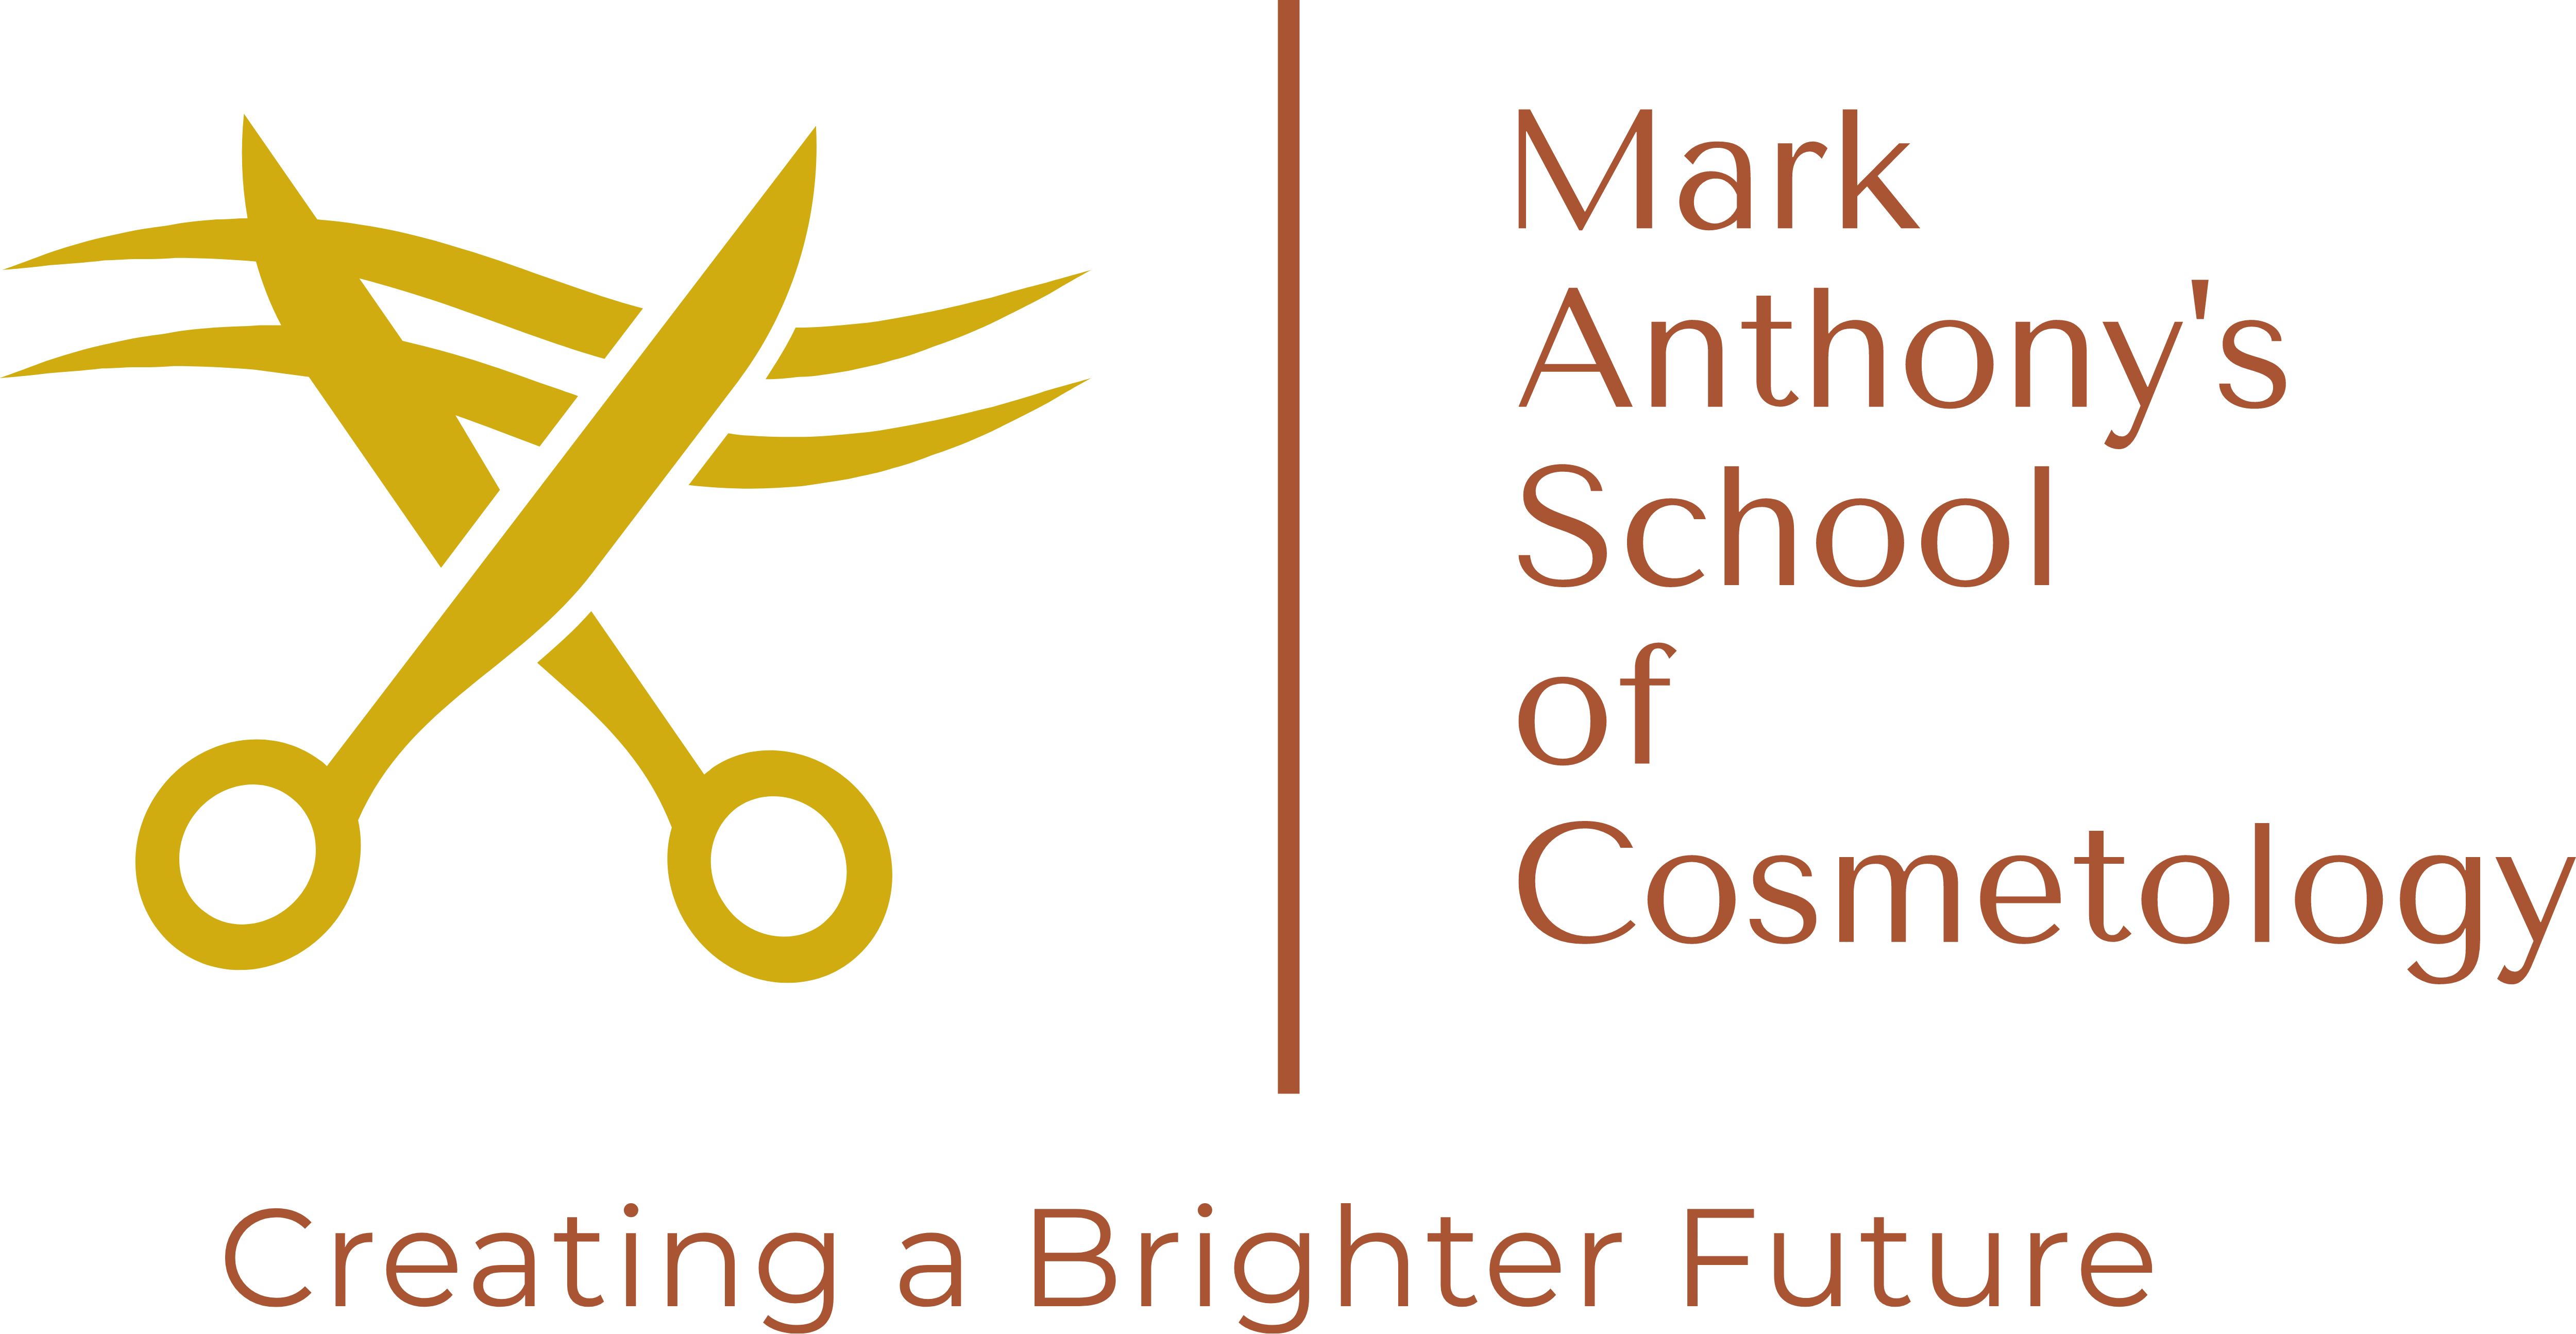 Mark
Anthony's
School
of
Cosmetology
Creating a Brighter Future